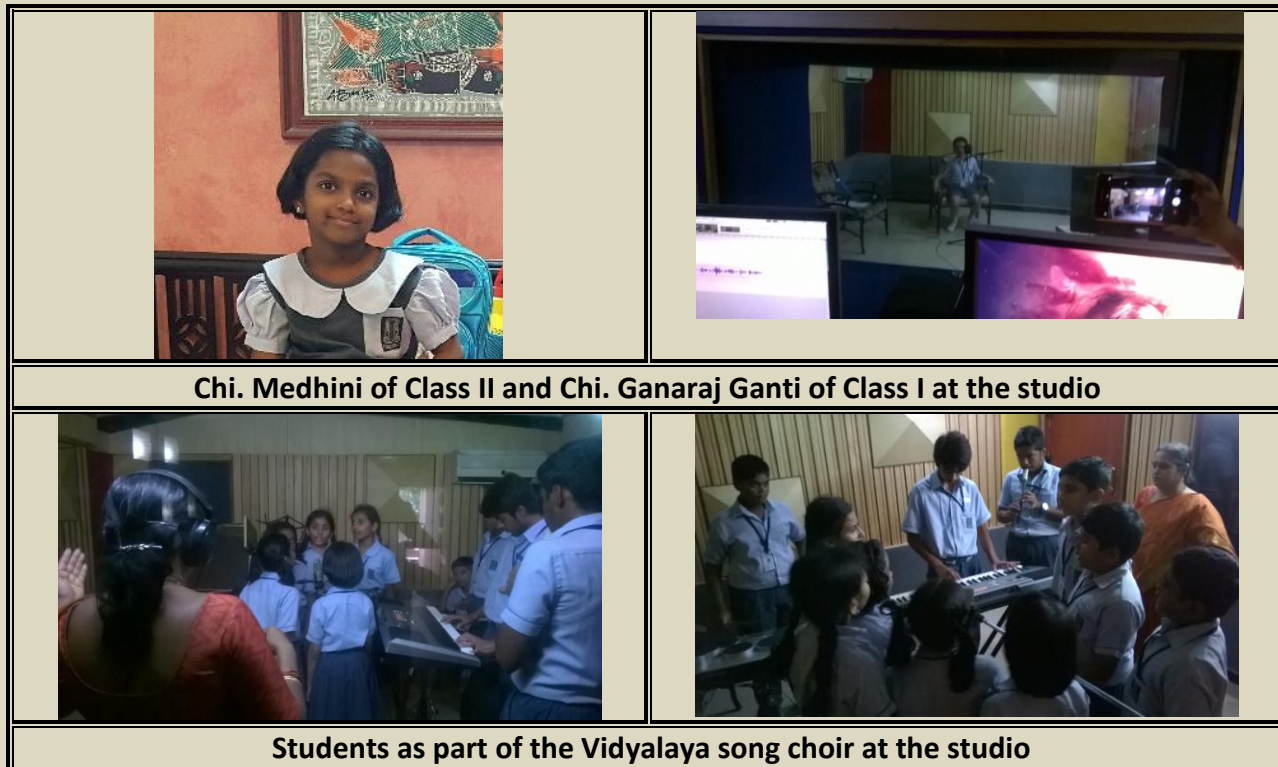 Chi. Medhini of Class II and Chi. Ganaraj Ganti of Class I at the studio
Students as part of the Vidyalaya song choir at the studio